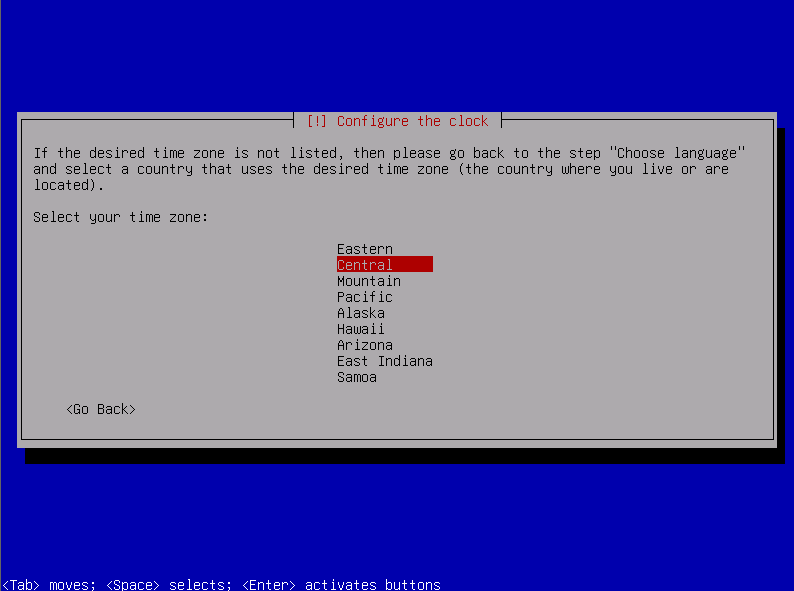 [!] Configure the clock
If the desired time zone is not listed, then please go back to the step "Choose language"
and select a country that uses the desired time zone (the country where you live or are
located).
Select your time zone:
Eastern
Central
Mountain
Pacific
Alaska
Hawaii
Arizona
East Indiana
Samoa
<Go Back>
<Tab> moves; <Space> selects; <Enter> activates buttons